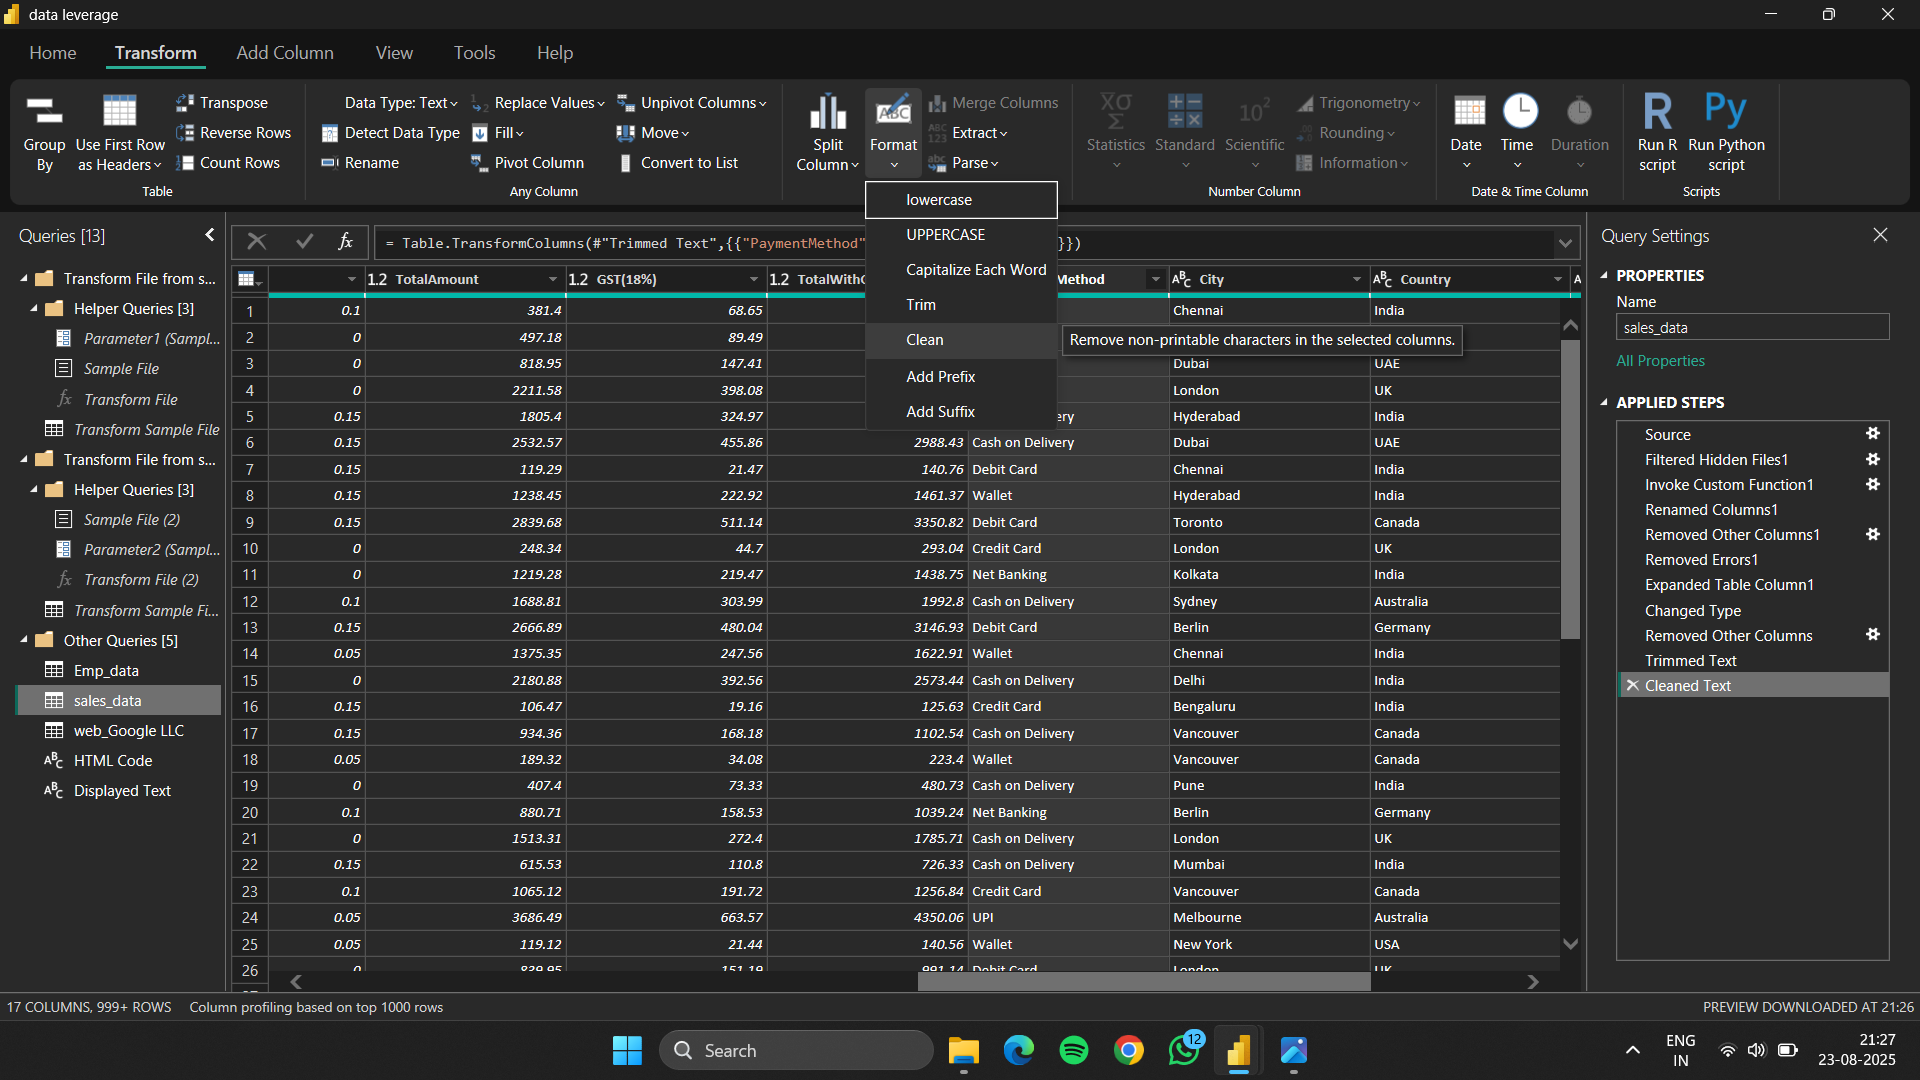 data leverage
Home Transform Add Column View Tools Help
Group By
Use First Row as Headers
Transpose
Reverse Rows
Count Rows
Table
Data Type: Text
Detect Data Type
Rename
Replace Values
Fill
Pivot Column
Unpivot Columns
Move
Convert to List
Any Column
Split Column
ABC
Format
Merge Columns
ABC 123 Extract
abc Parse
Χσ Σ
Statistics
Standard
10²
Scientific
Trigonometry
Rounding
Information
Number Column
Date
Time
Duration
Date & Time Column
R
Run R script
Py
Run Python script
Scripts
lowercase
UPPERCASE
Capitalize Each Word
Trim
Clean
Add Prefix
Add Suffix
Remove non-printable characters in the selected columns.
Queries [13]
Transform File from s...
Helper Queries [3]
Parameter1 (Sampl...
Sample File
fx Transform File
Transform Sample File
Transform File from s...
Helper Queries [3]
Sample File (2)
Parameter2 (Sampl...
fx Transform File (2)
Transform Sample Fi...
Other Queries [5]
Emp_data
sales_data
web_Google LLC
ABC HTML Code
ABC Displayed Text
fx = Table.TransformColumns(#"Trimmed Text",{{"PaymentMethod" }})
1.2 TotalAmount 1.2 GST(18%) 1.2 TotalWith Method ABC City ABC Country A
1 0.1 381.4 68.65 Chennai India
2 0 497.18 89.49
3 0 818.95 147.41 Dubai UAE
4 0 2211.58 398.08 London UK
5 0.15 1805.4 324.97 ery Hyderabad India
6 0.15 2532.57 455.86 2988.43 Cash on Delivery Dubai UAE
7 0.15 119.29 21.47 140.76 Debit Card Chennai India
8 0.15 1238.45 222.92 1461.37 Wallet Hyderabad India
9 0.15 2839.68 511.14 3350.82 Debit Card Toronto Canada
10 0 248.34 44.7 293.04 Credit Card London UK
11 0 1219.28 219.47 1438.75 Net Banking Kolkata India
12 0.1 1688.81 303.99 1992.8 Cash on Delivery Sydney Australia
13 0.15 2666.89 480.04 3146.93 Debit Card Berlin Germany
14 0.05 1375.35 247.56 1622.91 Wallet Chennai India
15 0 2180.88 392.56 2573.44 Cash on Delivery Delhi India
16 0.15 106.47 19.16 125.63 Credit Card Bengaluru India
17 0.15 934.36 168.18 1102.54 Cash on Delivery Vancouver Canada
18 0.05 189.32 34.08 223.4 Wallet Vancouver Canada
19 0 407.4 73.33 480.73 Cash on Delivery Pune India
20 0.1 880.71 158.53 1039.24 Net Banking Berlin Germany
21 0 1513.31 272.4 1785.71 Cash on Delivery London UK
22 0.15 615.53 110.8 726.33 Cash on Delivery Mumbai India
23 0.1 1065.12 191.72 1256.84 Credit Card Vancouver Canada
24 0.05 3686.49 663.57 4350.06 UPI Melbourne Australia
25 0.05 119.12 21.44 140.56 Wallet New York USA
26 0 839.95 151.19 991.14 Debit Card London UK
Query Settings
PROPERTIES
Name
sales_data
All Properties
APPLIED STEPS
Source
Filtered Hidden Files1
Invoke Custom Function1
Renamed Columns1
Removed Other Columns1
Removed Errors1
Expanded Table Column1
Changed Type
Removed Other Columns
Trimmed Text
Cleaned Text
17 COLUMNS, 999+ ROWS Column profiling based on top 1000 rows PREVIEW DOWNLOADED AT 21:26
Search
12
ENG IN
21:27
23-08-2025